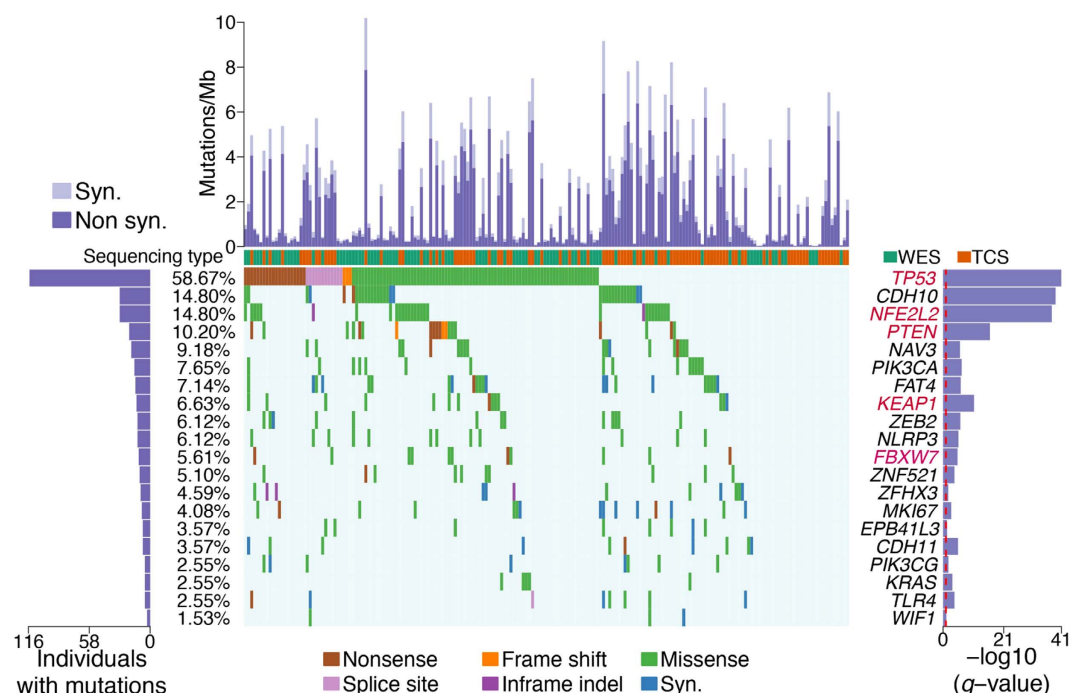 10
8
6
4
2
0
Mutations/Mb
Syn.
Non syn.
Sequencing type
WES TCS
58.67% TP53
14.80% CDH10
14.80% NFE2L2
10.20% PTEN
9.18% NAV3
7.65% PIK3CA
7.14% FAT4
6.63% KEAP1
6.12% ZEB2
6.12% NLRP3
5.61% FBXW7
5.10% ZNF521
4.59% ZFHX3
4.08% MKI67
3.57% EPB41L3
3.57% CDH11
2.55% PIK3CG
2.55% KRAS
2.55% TLR4
1.53% WIF1
116 58 0
Individuals
with mutations
Nonsense Frame shift Missense
Splice site Inframe indel Syn.
0 21 41
−log10
(q−value)